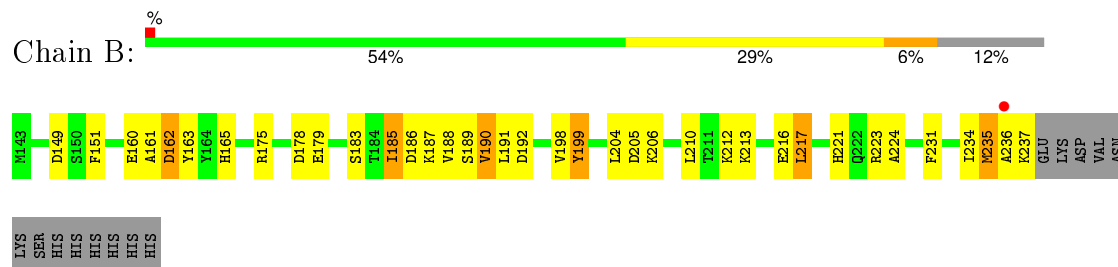 %
Chain B:
54% 29% 6% 12%
M143 D149 S150 F151 E160 A161 D162 Y163 Y164 H165 R175 D178 E179 S183 T184 I185 D186 K187 V188 S189 V190 L191 D192 V198 Y199 L204 D205 K206 L210 T211 K212 K213 E216 L217 H221 Q222 R223 A224 F231 I234 M235 A236 K237 GLU LYS ASP VAL ASN
LYS SER HIS HIS HIS HIS HIS HIS